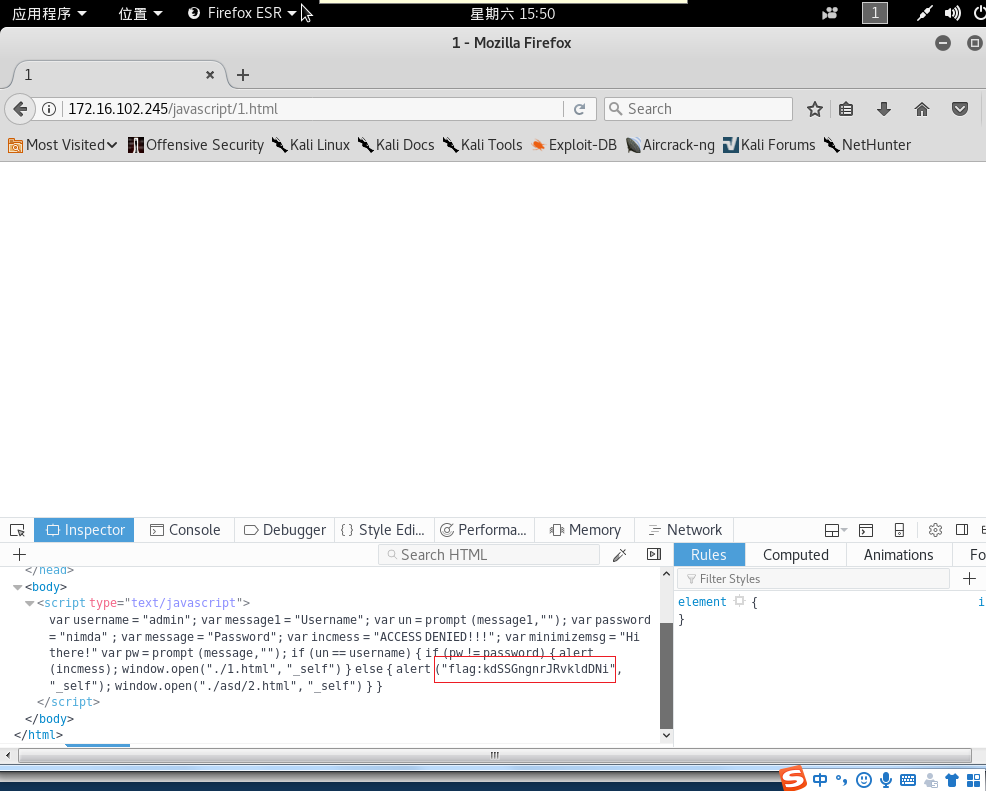 应用程序 位置 Firefox ESR 星期六 15:50 1
1 - Mozilla Firefox
1
172.16.102.245/javascript/1.html Search
Most Visited Offensive Security Kali Linux Kali Docs Kali Tools Exploit-DB Aircrack-ng Kali Forums NetHunter
Inspector Console Debugger {} Style Edi... Performa... Memory Network
Search HTML Rules Computed Animations Fo
Filter Styles
</head>
<body>
<script type="text/javascript">
var username = "admin"; var message1 = "Username"; var un = prompt (message1,""); var password
= "nimda" ; var message = "Password"; var incmess = "ACCESS DENIED!!!"; var minimizemsg = "Hi
there!" var pw = prompt (message,""); if (un == username) { if (pw != password) { alert
(incmess); window.open("./1.html", "_self") } else { alert ("flag:kdSSGngnrJRvkldDNi",
"_self"); window.open("./asd/2.html", "_self") } }
</script>
</body>
</html>
element { i
}
中